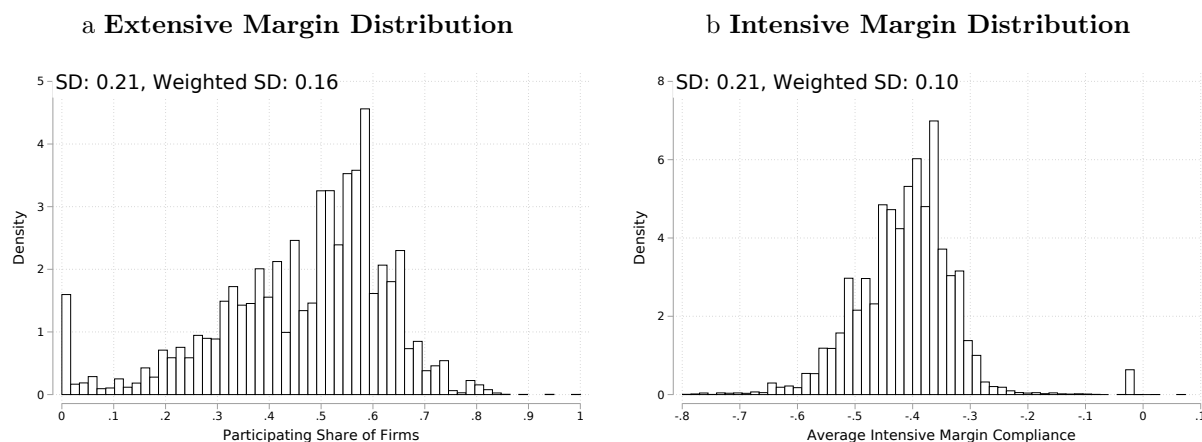 a Extensive Margin Distribution
SD: 0.21, Weighted SD: 0.16
Density
5
4
3
2
1
0
0 .1 .2 .3 .4 .5 .6 .7 .8 .9 1
Participating Share of Firms
b Intensive Margin Distribution
SD: 0.21, Weighted SD: 0.10
Density
8
6
4
2
0
-.8 -.7 -.6 -.5 -.4 -.3 -.2 -.1 0 .1
Average Intensive Margin Compliance